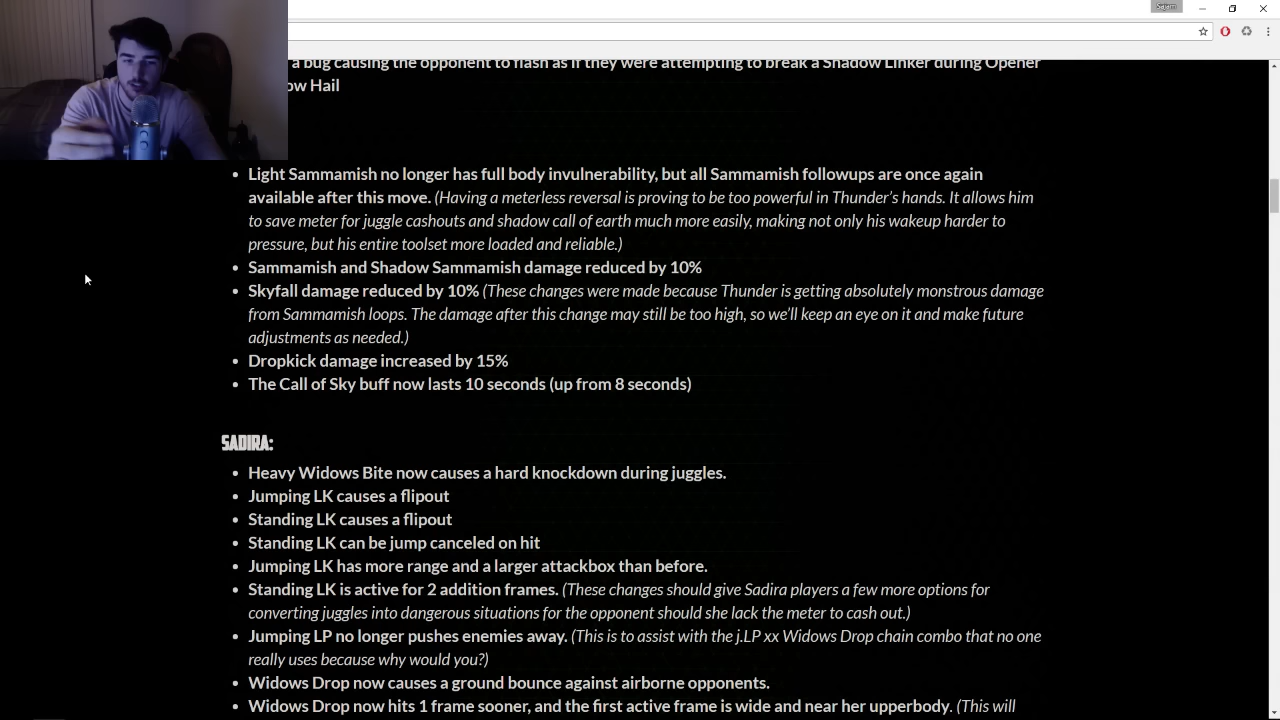 Sajam
a bug causing the opponent to flash as if they were attempting to break a Shadow Linker during Opener
ow Hail
Light Sammamish no longer has full body invulnerability, but all Sammamish followups are once again
available after this move. (Having a meterless reversal is proving to be too powerful in Thunder's hands. It allows him
to save meter for juggle cashouts and shadow call of earth much more easily, making not only his wakeup harder to
pressure, but his entire toolset more loaded and reliable.)
Sammamish and Shadow Sammamish damage reduced by 10%
Skyfall damage reduced by 10% (These changes were made because Thunder is getting absolutely monstrous damage
from Sammamish loops. The damage after this change may still be too high, so we'll keep an eye on it and make future
adjustments as needed.)
Dropkick damage increased by 15%
The Call of Sky buff now lasts 10 seconds (up from 8 seconds)
SADIRA:
Heavy Widows Bite now causes a hard knockdown during juggles.
Jumping LK causes a flipout
Standing LK causes a flipout
Standing LK can be jump canceled on hit
Jumping LK has more range and a larger attackbox than before.
Standing LK is active for 2 addition frames. (These changes should give Sadira players a few more options for
converting juggles into dangerous situations for the opponent should she lack the meter to cash out.)
Jumping LP no longer pushes enemies away. (This is to assist with the j.LP xx Widows Drop chain combo that no one
really uses because why would you?)
Widows Drop now causes a ground bounce against airborne opponents.
Widows Drop now hits 1 frame sooner, and the first active frame is wide and near her upperbody. (This will